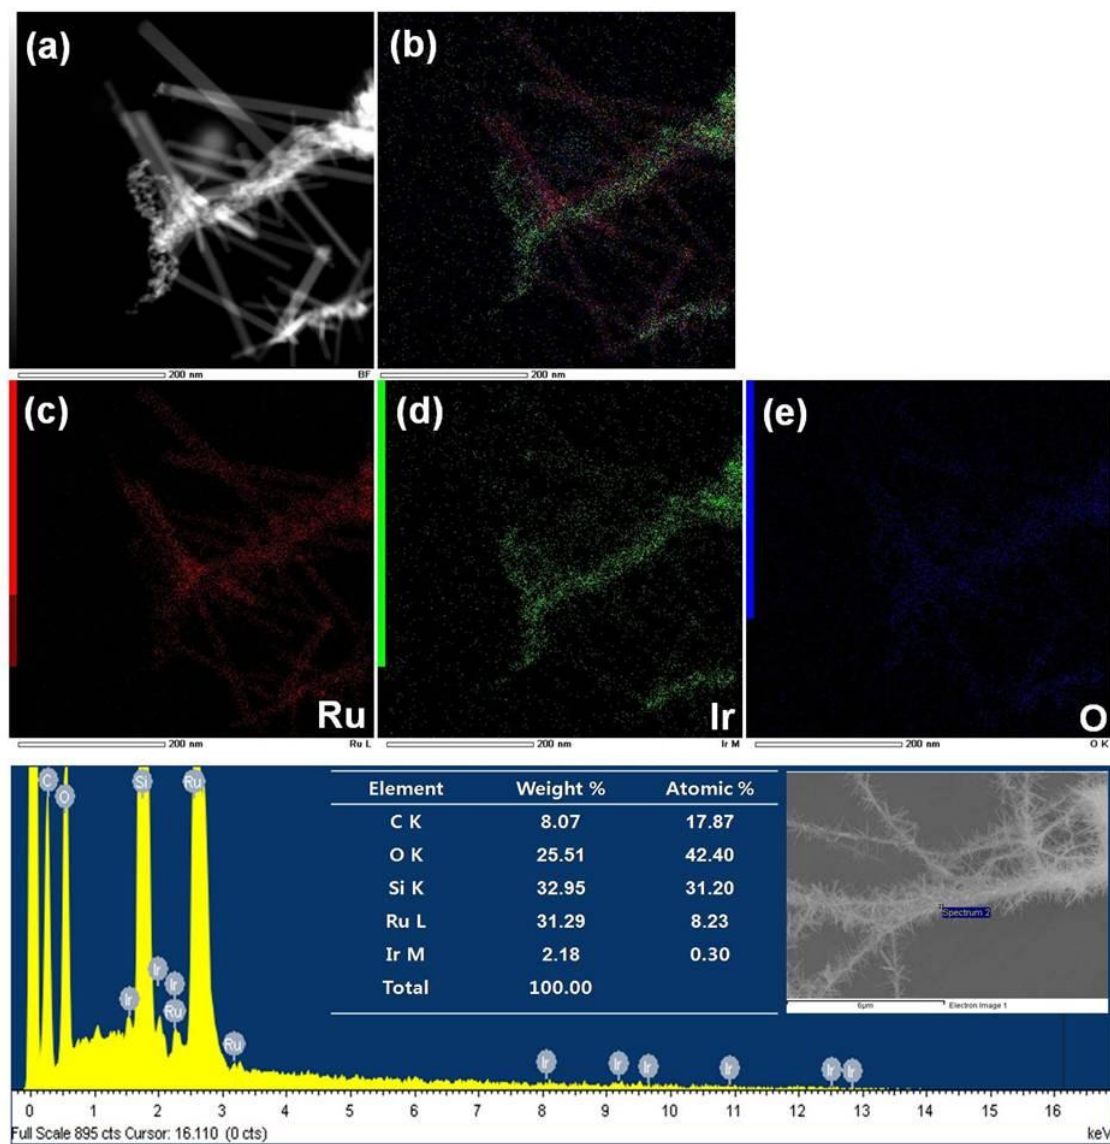 (a)
(b)
200 nm
BF
200 nm
(c)
(d)
(e)
Ru
Ir
O
200 nm
Ru L
200 nm
Ir M
200 nm
O K
C
O
Ir
Si
Ir
Ir
Ru
Ru
Ru
Ir
Ir
Ir
Ir
Ir
Ir
Element Weight % Atomic %
C K 8.07 17.87
O K 25.51 42.40
Si K 32.95 31.20
Ru L 31.29 8.23
Ir M 2.18 0.30
Total 100.00
Spectrum 2
6µm
Electron Image 1
0 1 2 3 4 5 6 7 8 9 10 11 12 13 14 15 16
Full Scale 895 cts Cursor: 16.110 (0 cts)
keV